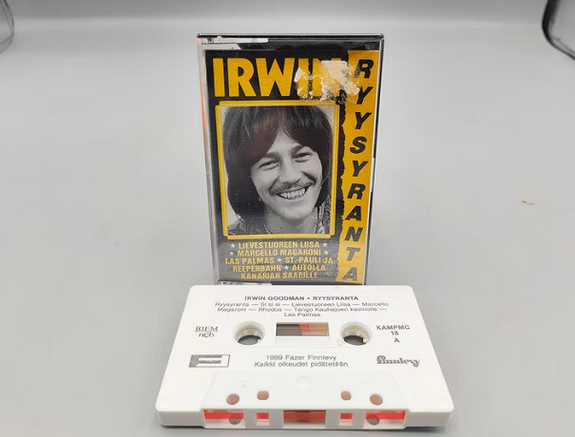 IRWIN
RYYSYRANTA
★ LIEVESTUOREEN LIISA ★
★ MARCELLO MAGARONI ★
LAS PALMAS ★ ST. PAULI JA
REEPERBAHN ★ AUTOLLA
KANARIAN SAARILLE
IRWIN GOODMAN • RYYSYRANTA
Ryysyranta — Si si si — Lievestuoreen Liisa — Marcello
Magaroni — Rhodos — Tango Kauhajoen kasinolla —
Las Palmas
BIEM
ncb
KAMPMC
18
A
1989 Fazer Finnlevy
Kaikki oikeudet pidätetään
finnlevy